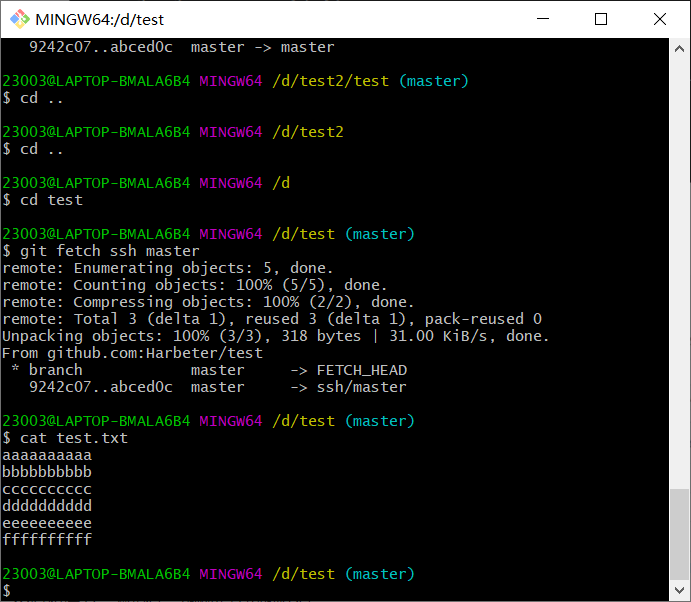 MINGW64:/d/test
9242c07..abced0c  master -> master
23003@LAPTOP-BMALA6B4 MINGW64 /d/test2/test (master)
$ cd ..
23003@LAPTOP-BMALA6B4 MINGW64 /d/test2
$ cd ..
23003@LAPTOP-BMALA6B4 MINGW64 /d
$ cd test
23003@LAPTOP-BMALA6B4 MINGW64 /d/test (master)
$ git fetch ssh master
remote: Enumerating objects: 5, done.
remote: Counting objects: 100% (5/5), done.
remote: Compressing objects: 100% (2/2), done.
remote: Total 3 (delta 1), reused 3 (delta 1), pack-reused 0
Unpacking objects: 100% (3/3), 318 bytes | 31.00 KiB/s, done.
From github.com:Harbeter/test
 * branch            master     -> FETCH_HEAD
   9242c07..abced0c  master     -> ssh/master
23003@LAPTOP-BMALA6B4 MINGW64 /d/test (master)
$ cat test.txt
aaaaaaaaaa
bbbbbbbbbb
cccccccccc
dddddddddd
eeeeeeeeee
ffffffffff
23003@LAPTOP-BMALA6B4 MINGW64 /d/test (master)
$